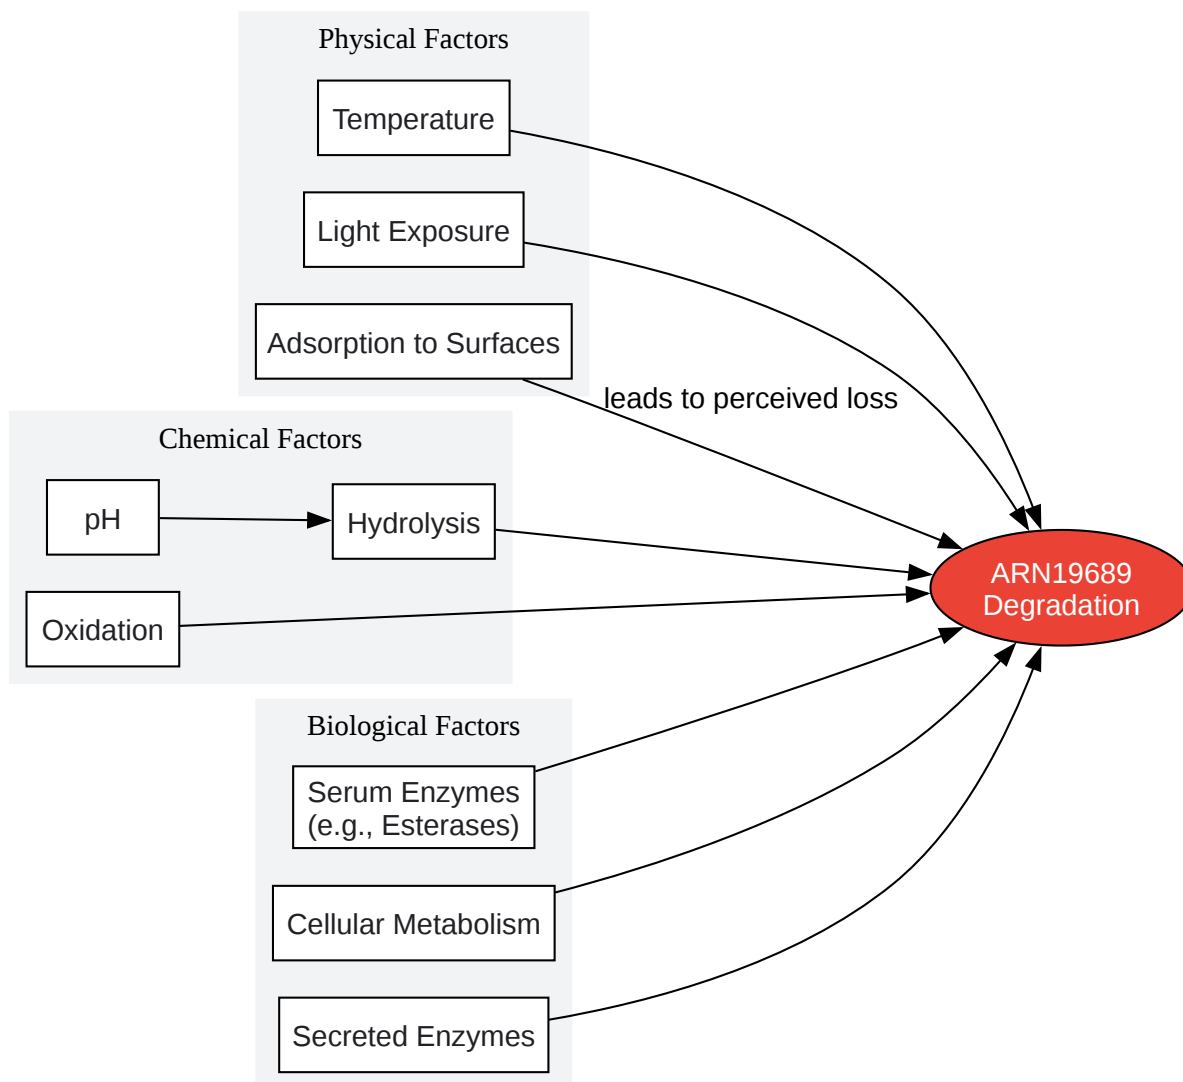 Physical Factors
Temperature
Light Exposure
Adsorption to Surfaces
leads to perceived loss
Chemical Factors
pH
Hydrolysis
Oxidation
ARN19689
Degradation
Biological Factors
Serum Enzymes
(e.g., Esterases)
Cellular Metabolism
Secreted Enzymes